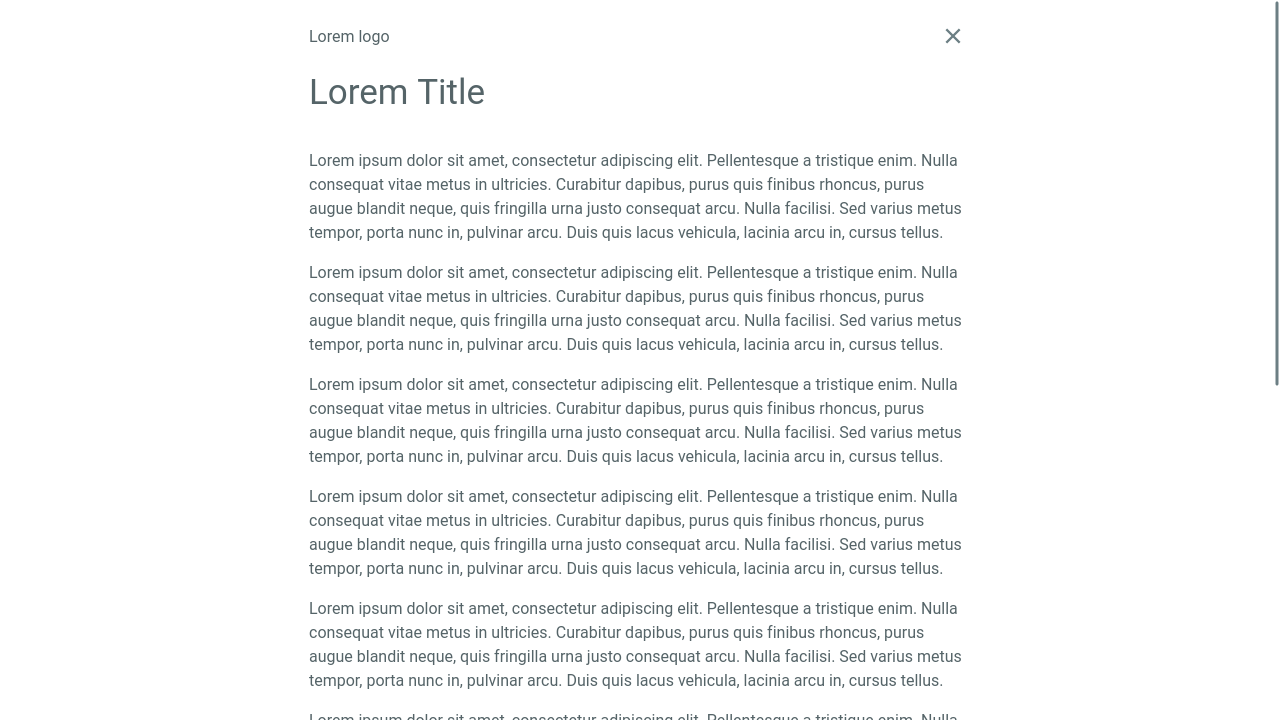 Lorem logo
Lorem Title
Lorem ipsum dolor sit amet, consectetur adipiscing elit. Pellentesque a tristique enim. Nulla
consequat vitae metus in ultricies. Curabitur dapibus, purus quis finibus rhoncus, purus
augue blandit neque, quis fringilla urna justo consequat arcu. Nulla facilisi. Sed varius metus
tempor, porta nunc in, pulvinar arcu. Duis quis lacus vehicula, lacinia arcu in, cursus tellus.
Lorem ipsum dolor sit amet, consectetur adipiscing elit. Pellentesque a tristique enim. Nulla
consequat vitae metus in ultricies. Curabitur dapibus, purus quis finibus rhoncus, purus
augue blandit neque, quis fringilla urna justo consequat arcu. Nulla facilisi. Sed varius metus
tempor, porta nunc in, pulvinar arcu. Duis quis lacus vehicula, lacinia arcu in, cursus tellus.
Lorem ipsum dolor sit amet, consectetur adipiscing elit. Pellentesque a tristique enim. Nulla
consequat vitae metus in ultricies. Curabitur dapibus, purus quis finibus rhoncus, purus
augue blandit neque, quis fringilla urna justo consequat arcu. Nulla facilisi. Sed varius metus
tempor, porta nunc in, pulvinar arcu. Duis quis lacus vehicula, lacinia arcu in, cursus tellus.
Lorem ipsum dolor sit amet, consectetur adipiscing elit. Pellentesque a tristique enim. Nulla
consequat vitae metus in ultricies. Curabitur dapibus, purus quis finibus rhoncus, purus
augue blandit neque, quis fringilla urna justo consequat arcu. Nulla facilisi. Sed varius metus
tempor, porta nunc in, pulvinar arcu. Duis quis lacus vehicula, lacinia arcu in, cursus tellus.
Lorem ipsum dolor sit amet, consectetur adipiscing elit. Pellentesque a tristique enim. Nulla
consequat vitae metus in ultricies. Curabitur dapibus, purus quis finibus rhoncus, purus
augue blandit neque, quis fringilla urna justo consequat arcu. Nulla facilisi. Sed varius metus
tempor, porta nunc in, pulvinar arcu. Duis quis lacus vehicula, lacinia arcu in, cursus tellus.